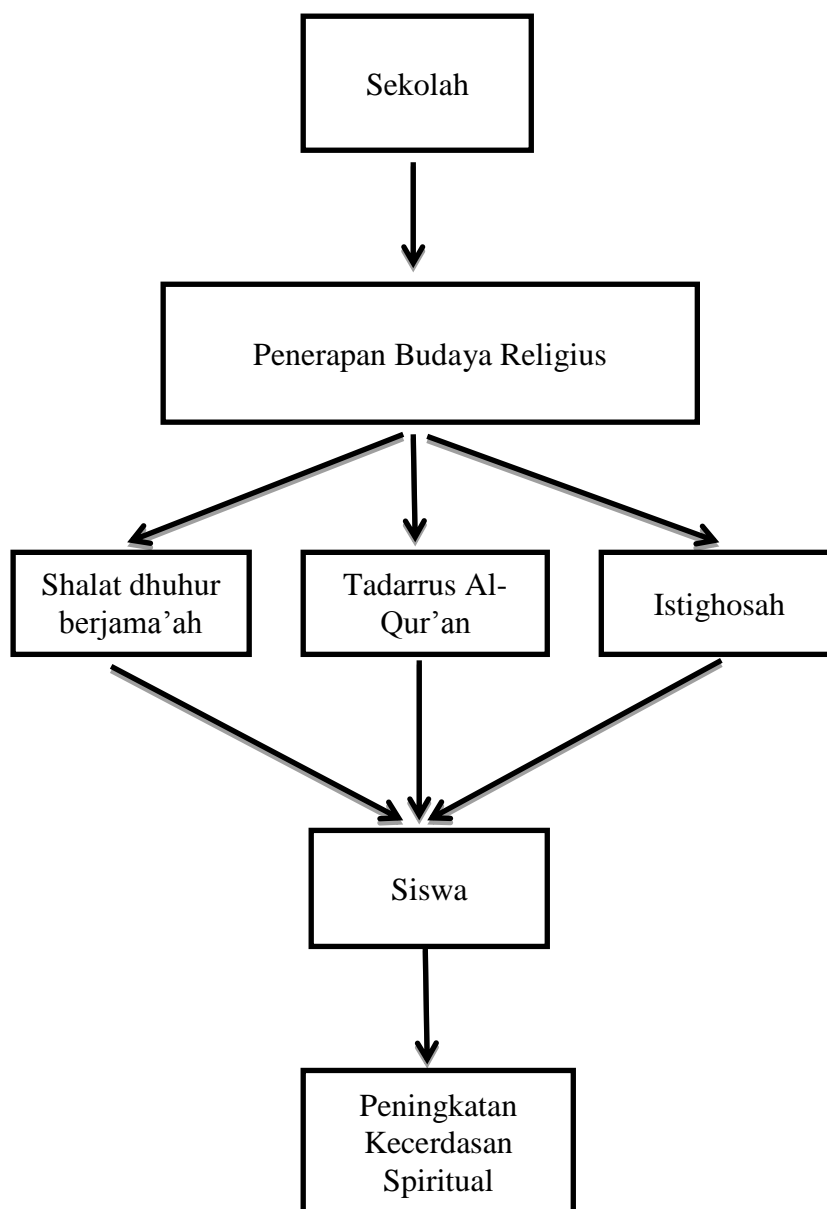 Sekolah
Penerapan Budaya Religius
Shalat dhuhur
berjama’ah
Tadarrus Al-
Qur’an
Istighosah
Siswa
Peningkatan
Kecerdasan
Spiritual